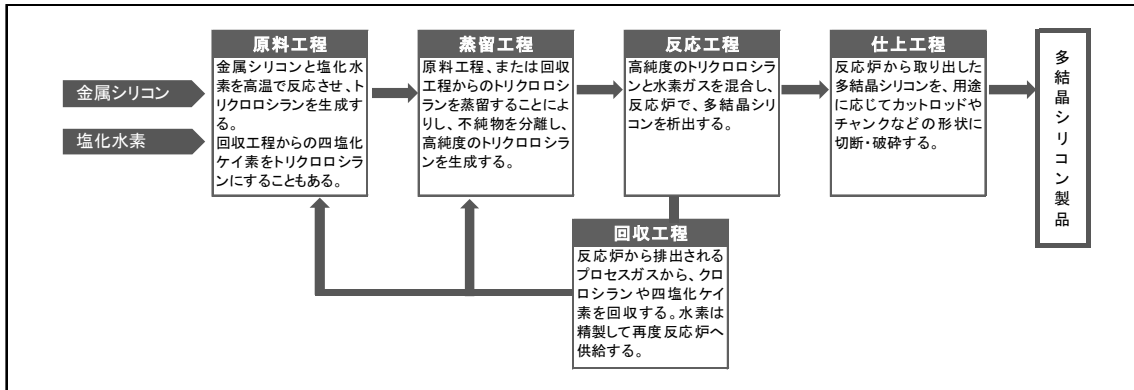 金属シリコン
塩化水素
原料工程
金属シリコンと塩化水
素を高温で反応させ、ト
リクロロシランを生成す
る。
回収工程からの四塩化
ケイ素をトリクロロシラ
ンにすることもある。
蒸留工程
原料工程、または回収
工程からのトリクロロシ
ランを蒸留することによ
りし、不純物を分離し、
高純度のトリクロロシラ
ンを生成する。
反応工程
高純度のトリクロロシラ
ンと水素ガスを混合し、
反応炉で、多結晶シリ
コンを析出する。
仕上工程
反応炉から取り出した
多結晶シリコンを、用途
に応じてカットロッドや
チャンクなどの形状に
切断・破砕する。
多結晶シリコン製品
回収工程
反応炉から排出される
プロセスガスから、クロ
ロシランや四塩化ケイ
素を回収する。水素は
精製して再度反応炉へ
供給する。